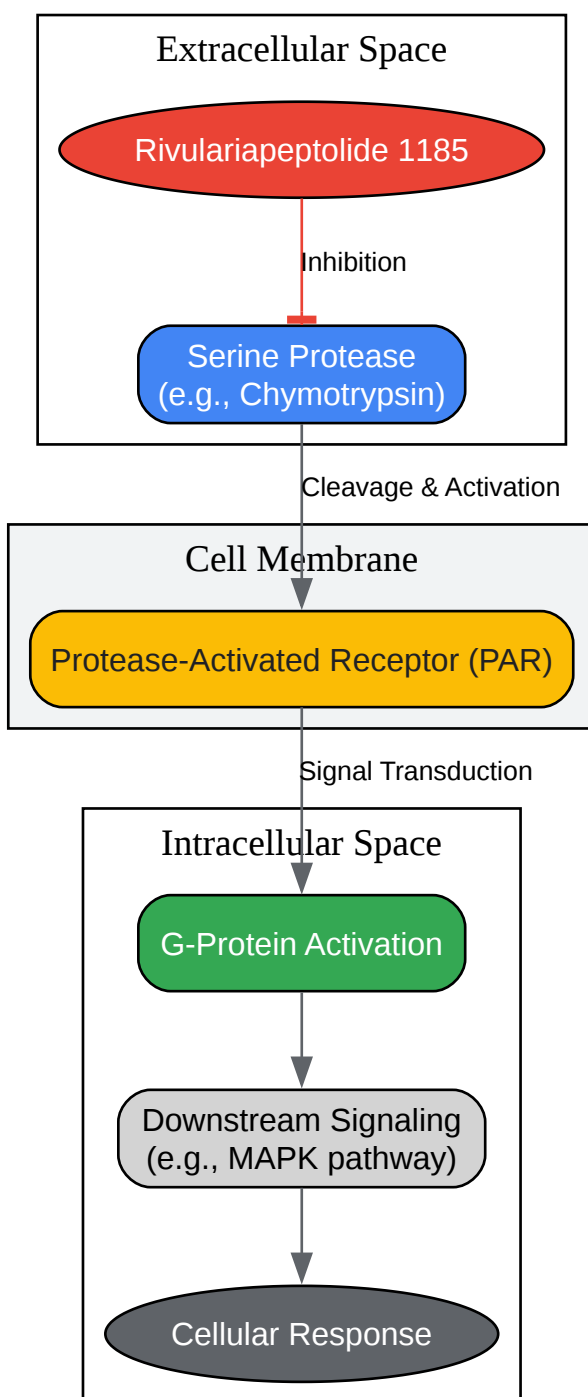 Extracellular Space
Rivulariapeptolide 1185
Inhibition
Serine Protease
(e.g., Chymotrypsin)
Cleavage & Activation
Cell Membrane
Protease-Activated Receptor (PAR)
Signal Transduction
Intracellular Space
G-Protein Activation
Downstream Signaling
(e.g., MAPK pathway)
Cellular Response